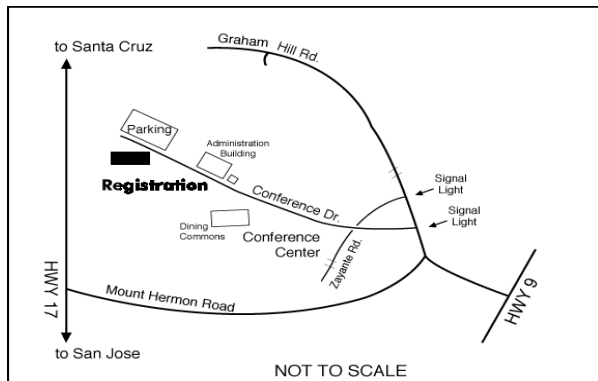 to Santa Cruz
Graham Hill Rd.
Parking
Administration
Building
Signal
Light
Registration
Conference Dr.
Signal
Light
Dining
Commons
Conference
Center
Zayante Rd.
HWY 17
Mount Hermon Road
HWY 9
to San Jose
NOT TO SCALE